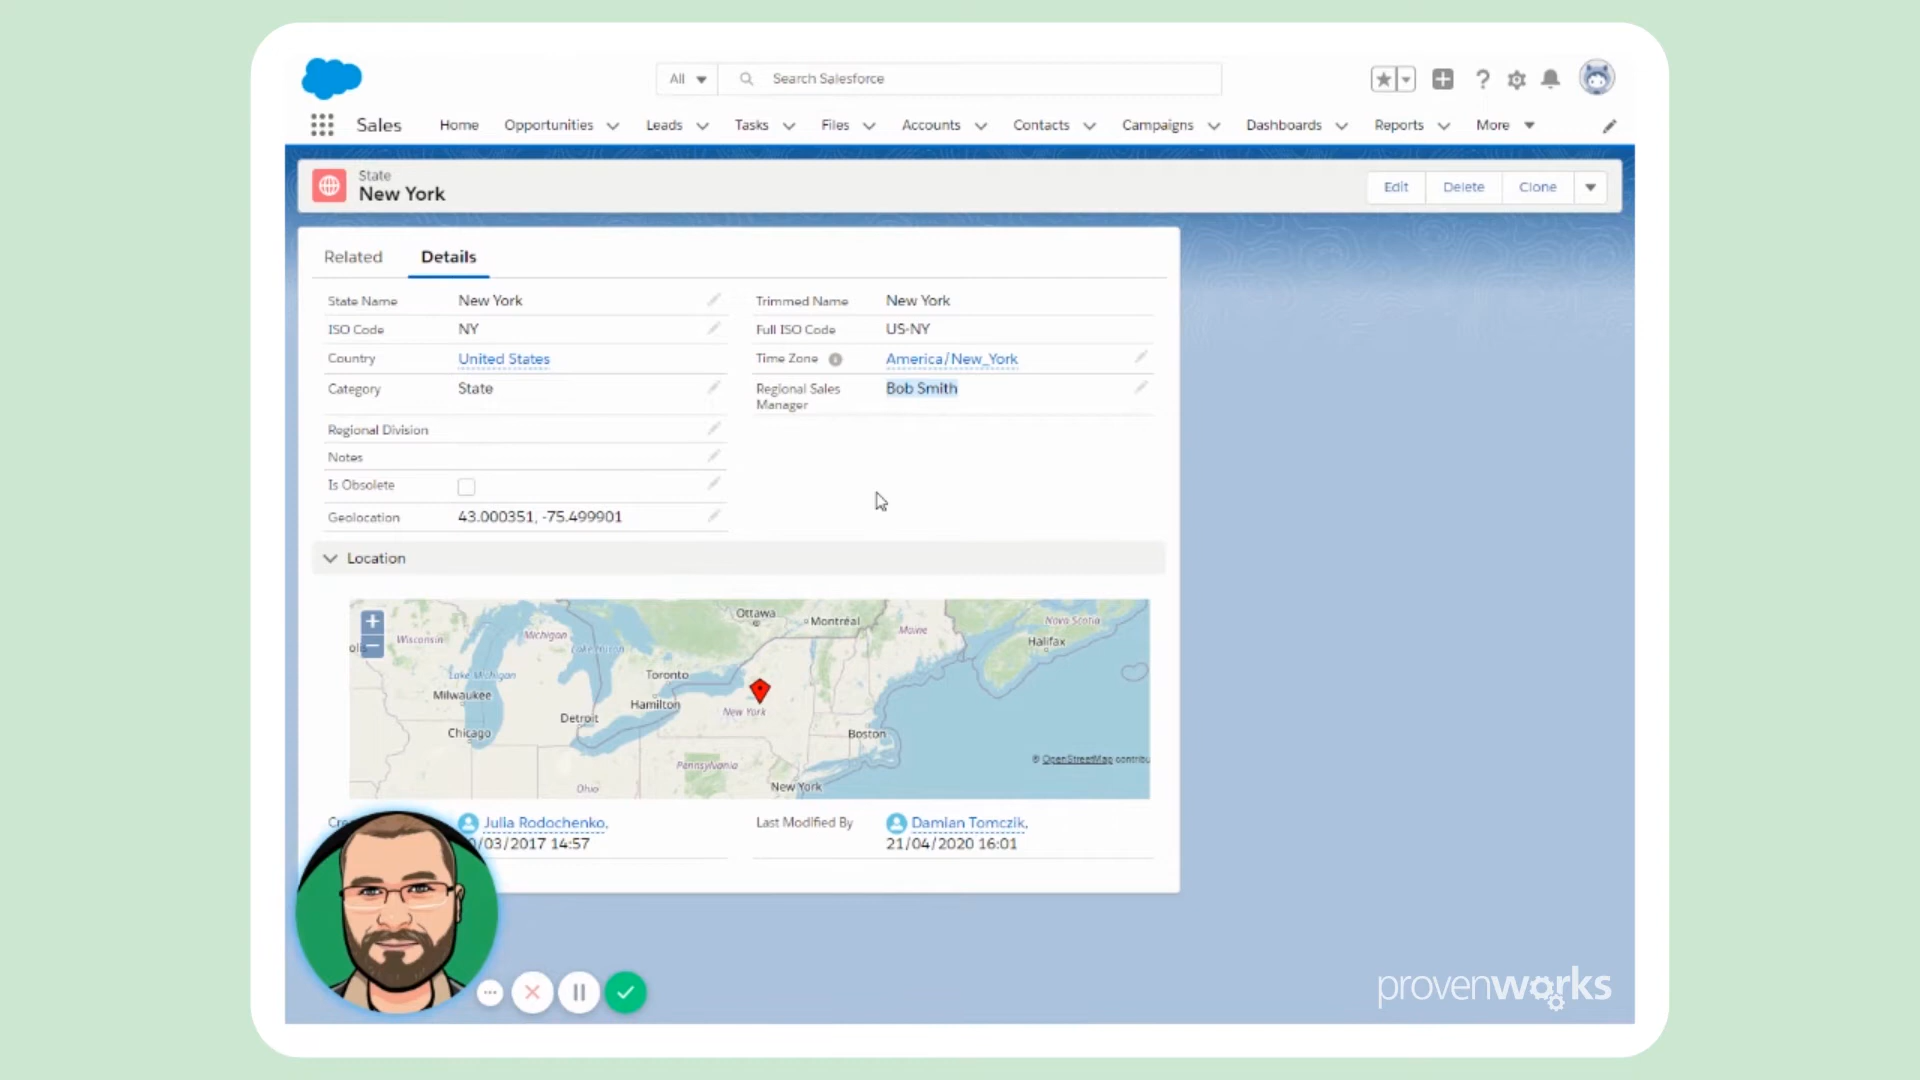 All
Search Salesforce
Sales
Home
Opportunities
Leads
Tasks
Files
Accounts
Contacts
Campaigns
Dashboards
Reports
More
State
New York
Edit
Delete
Clone
Related
Details
State Name
New York
Trimmed Name
New York
ISO Code
NY
Full ISO Code
US-NY
Country
United States
Time Zone
America/New_York
Category
State
Regional Sales
Manager
Bob Smith
Regional Division
Notes
Is Obsolete
Geolocation
43.000351, -75.499901
Location
Ottawa
Montréal
Maine
Nova Scotia
Wisconsin
Michigan
Lake Huron
Halifax
Lake Michigan
Toronto
Milwaukee
Hamilton
New York
Detroit
Chicago
Boston
Pennsylvania
© OpenStreetMap
Ohio
New York
Julia Rodochenko,
/03/2017 14:57
Last Modified By
Damian Tomczik,
21/04/2020 16:01
provenworks